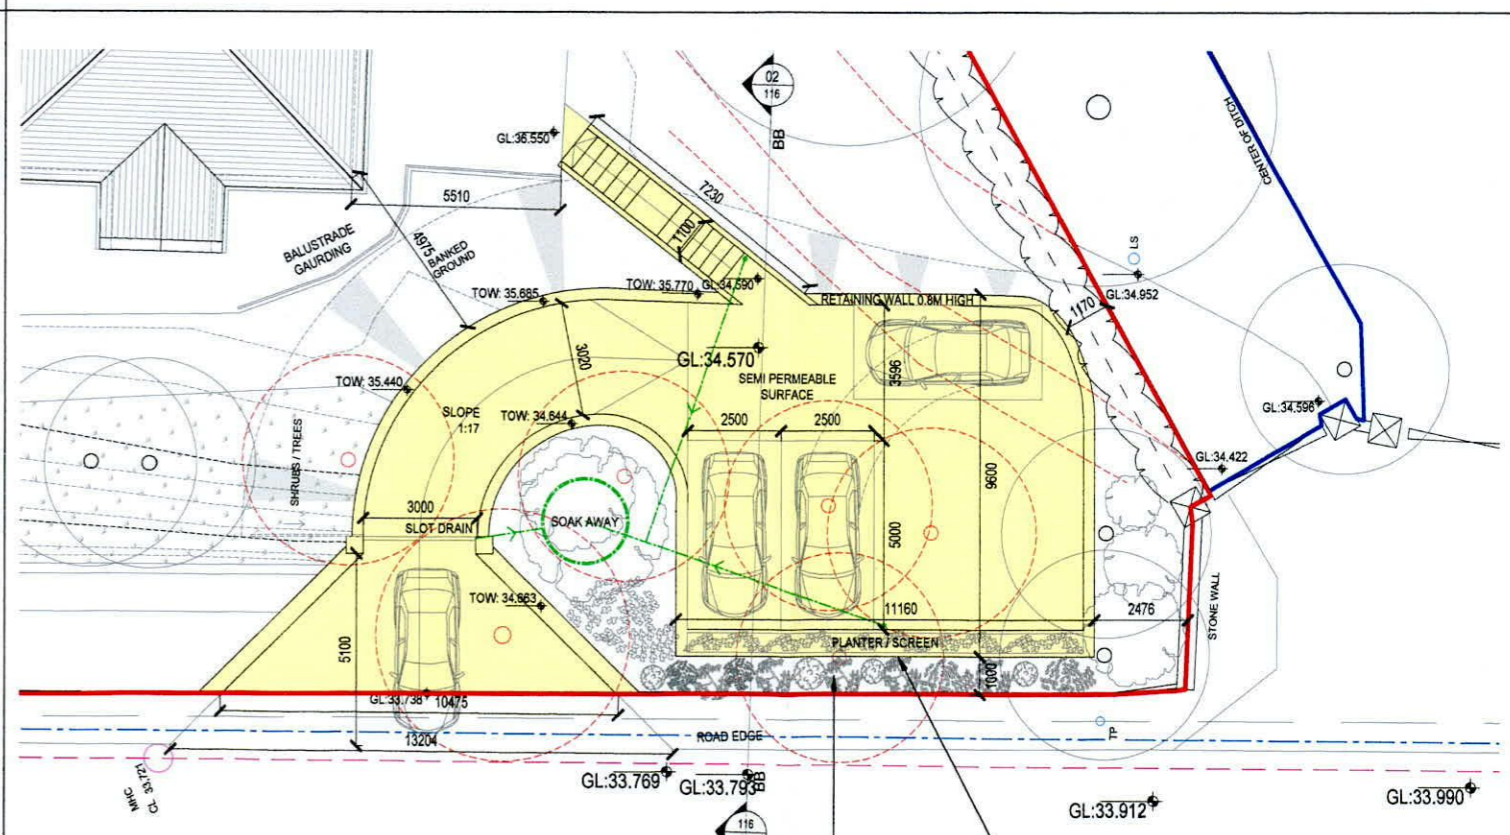 02
116
BB
GL:36.550
CENTER OF DITCH
5510
7230
BALUSTRADE
GAURDING
4975
BANKED
GROUND
1100
LS
TOW: 35.685
TOW: 35.770
GL:34.590
RETAINING WALL 0.8M HIGH
GL:34.952
1170
3020
GL:34.570
3596
SEMI PERMEABLE
SURFACE
TOW: 35.440
SLOPE
1:17
TOW: 34.644
2500
2500
GL:34.596
SHRUBS / TREES
GL:34.422
9600
3000
SLOT DRAIN
SOAK AWAY
5000
TOW: 34.663
11160
2476
STONE WALL
5100
PLANTER / SCREEN
1000
GL:33.738
10475
13204
ROAD EDGE
TP
MHC
CL 33.721
GL:33.769
GL:33.793
BB
GL:33.912
GL:33.990
116